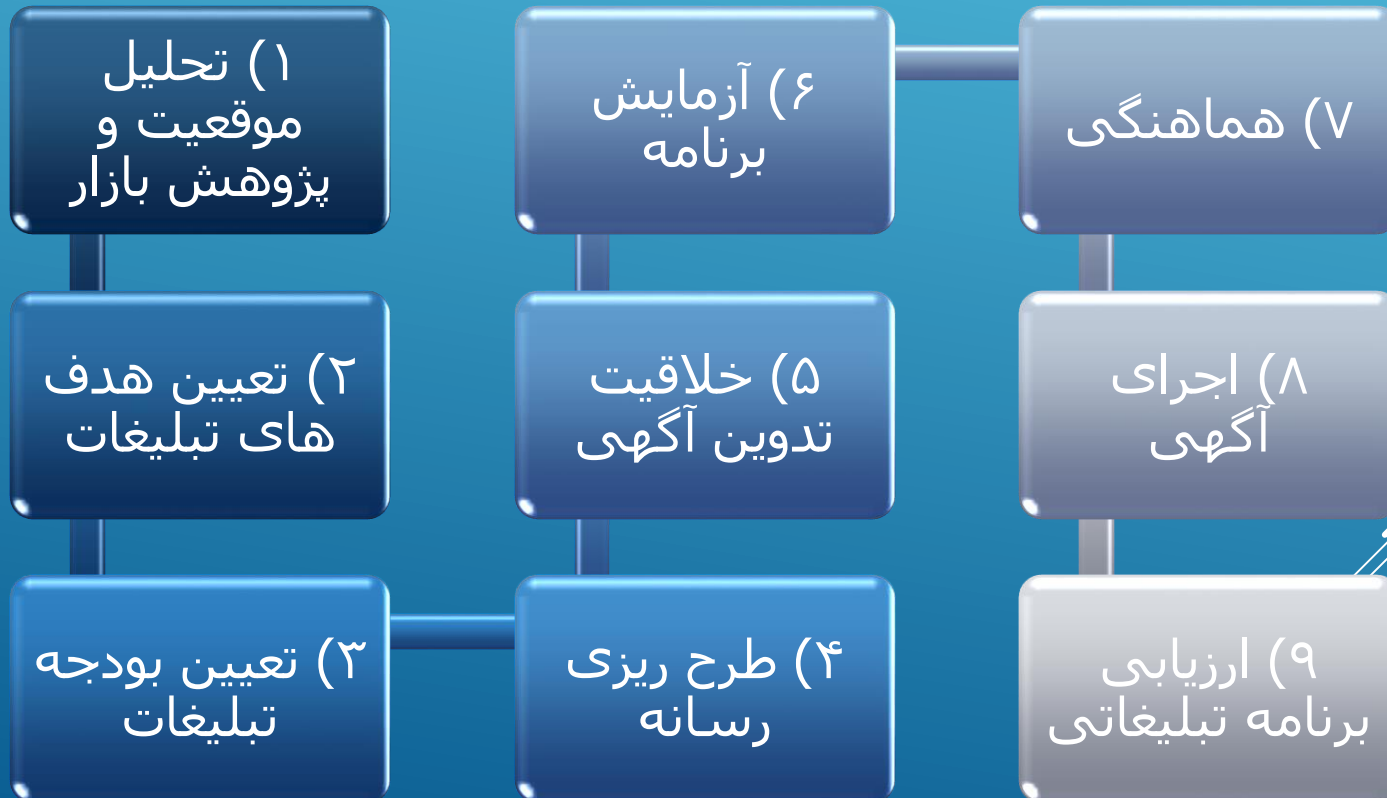 ۱) تحلیل
موقعیت و
پژوهش بازار
۲) تعیین هدف
های تبلیغات
۳) تعیین بودجه
تبلیغات
۴) طرح ریزی
رسانه
۵) خلاقیت
تدوین آگهی
۶) آزمایش
برنامه
۷) هماهنگی
۸) اجرای
آگهی
۹) ارزیابی
برنامه تبلیغاتی